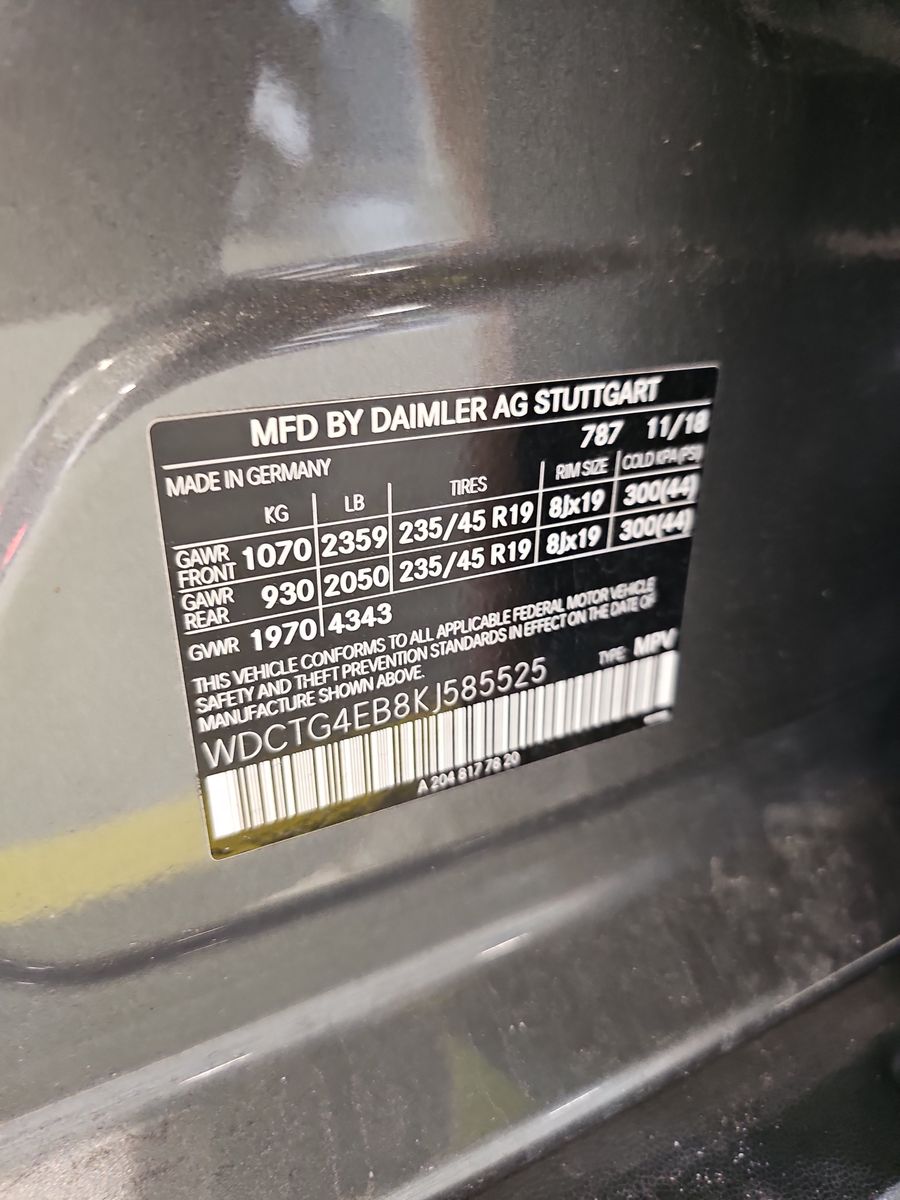 MFD BY DAIMLER AG STUTTGART
787 11/18
MADE IN GERMANY
KG LB TIRES RIM SIZE COLD KPA(PSI)
GAWR FRONT 1070 2359 235/45 R19 8Jx19 300(44)
GAWR REAR 930 2050 235/45 R19 8Jx19 300(44)
GVWR 1970 4343
THIS VEHICLE CONFORMS TO ALL APPLICABLE FEDERAL MOTOR VEHICLE
SAFETY AND THEFT PREVENTION STANDARDS IN EFFECT ON THE DATE OF
MANUFACTURE SHOWN ABOVE. TYPE: MPV
WDCTG4EB8KJ585525
A 204 817 78 20